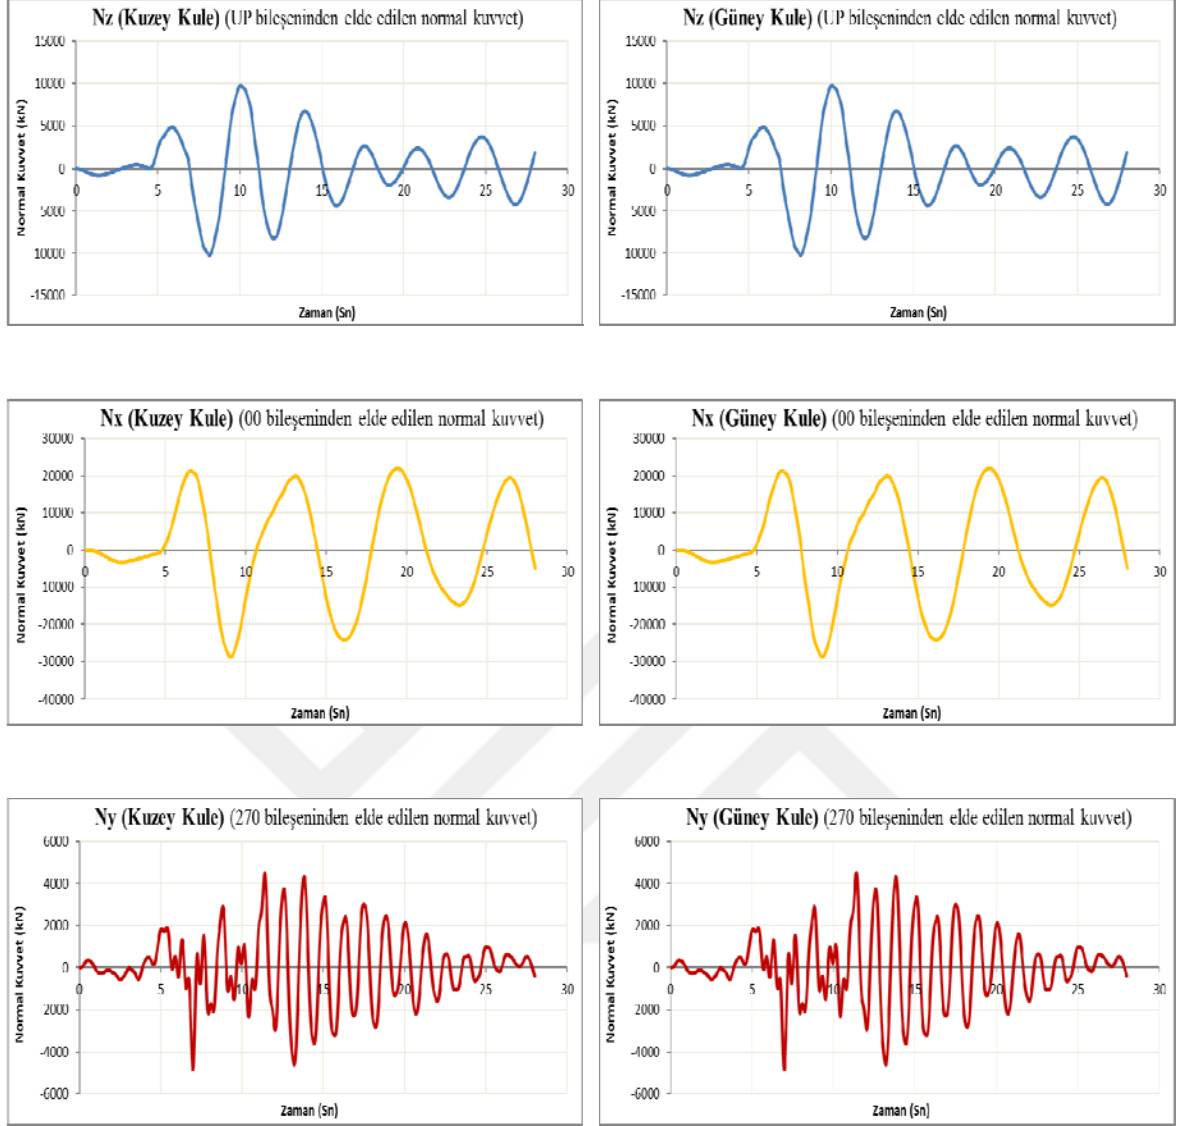 Nz (Kuzey Kule) (UP bileşeninden elde edilen normal kuvvet)
15000
10000
5000
0
5000
10000
-15000
0 5 10 15 20 25 30
Normal Kuvvet (kN)
Zaman (Sn)
Nz (Güney Kule) (UP bileşeninden elde edilen normal kuvvet)
15000
10000
5000
0
5000
10000
-15000
0 5 10 15 20 25 30
Normal Kuvvet (kN)
Zaman (Sn)
Nx (Kuzey Kule) (00 bileşeninden elde edilen normal kuvvet)
30000
20000
10000
0
10000
-20000
-30000
-40000
0 5 10 15 20 25 30
Normal Kuvvet (kN)
Zaman (Sn)
Nx (Güney Kule) (00 bileşeninden elde edilen normal kuvvet)
30000
20000
10000
0
10000
-20000
-30000
-40000
0 5 10 15 20 25 30
Normal Kuvvet (kN)
Zaman (Sn)
Ny (Kuzey Kule) (270 bileşeninden elde edilen normal kuvvet)
6000
4000
2000
0
2000
-4000
-6000
0 5 10 15 20 25 30
Normal Kuvvet (kN)
Zaman (Sn)
Ny (Güney Kule) (270 bileşeninden elde edilen normal kuvvet)
6000
4000
2000
0
2000
-4000
-6000
0 5 10 15 20 25 30
Normal Kuvvet (kN)
Zaman (Sn)